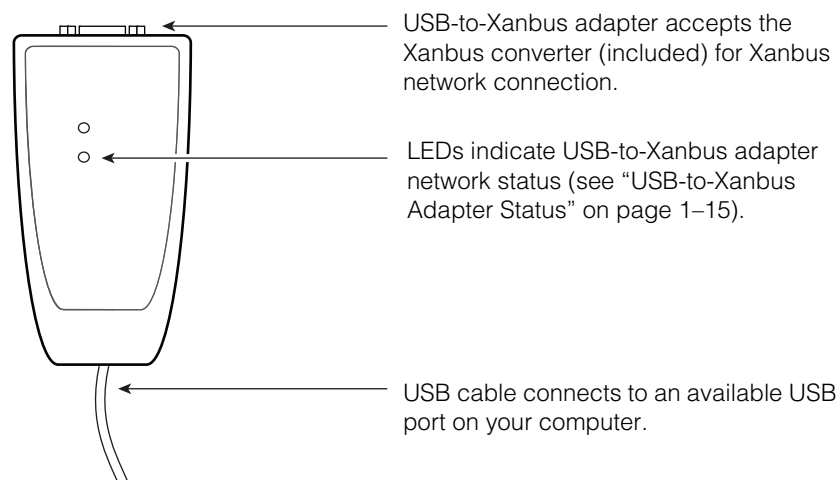 USB-to-Xanbus adapter accepts the
Xanbus converter (included) for Xanbus
network connection.
LEDs indicate USB-to-Xanbus adapter
network status (see “USB-to-Xanbus
Adapter Status” on page 1–15).
USB cable connects to an available USB
port on your computer.